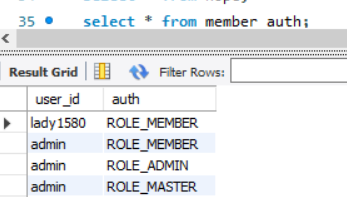 35 select * from member auth;
Result Grid Filter Rows:
user_id auth
lady1580 ROLE_MEMBER
admin ROLE_MEMBER
admin ROLE_ADMIN
admin ROLE_MASTER